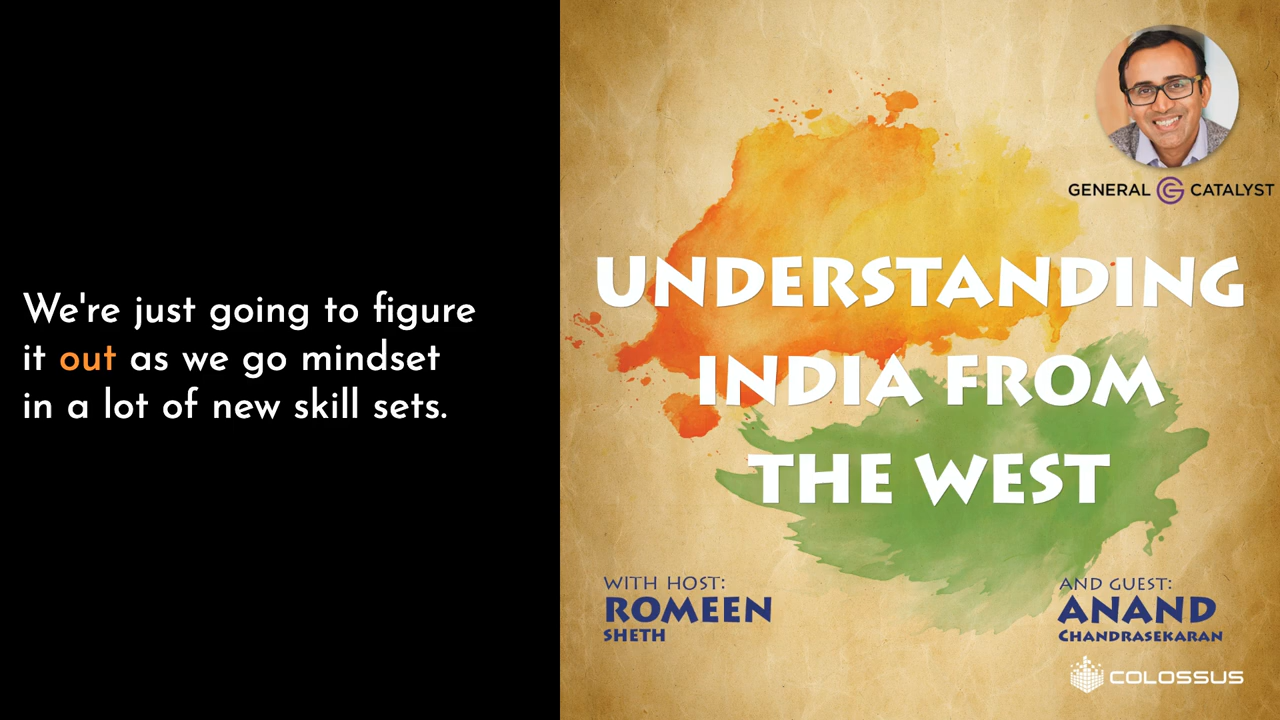 We're just going to figure
it out as we go mindset
in a lot of new skill sets.
GENERAL CATALYST
UNDERSTANDING
INDIA FROM
THE WEST
WITH HOST:
ROMEEN
SHETH
AND GUEST:
ANAND
CHANDRASEKARAN
COLOSSUS